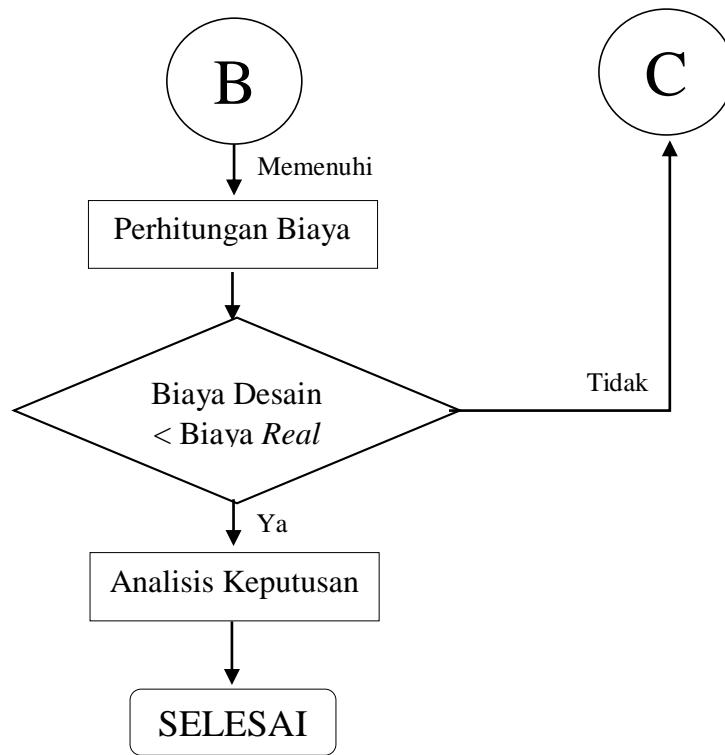 B
C
Memenuhi
Perhitungan Biaya
Biaya Desain
< Biaya Real
Tidak
Ya
Analisis Keputusan
SELESAI